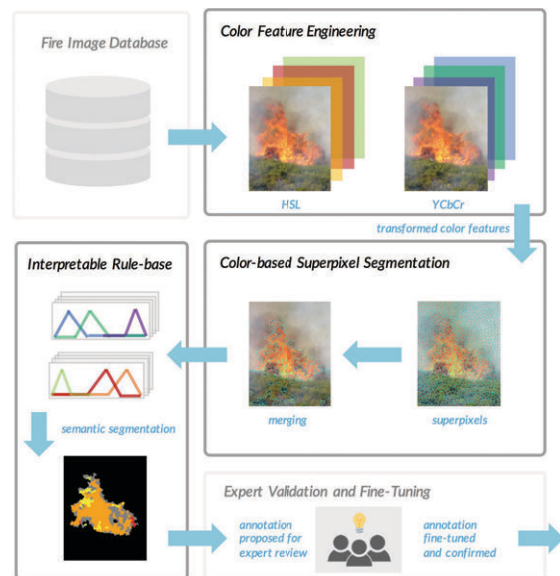 Fire Image Database
Color Feature Engineering
HSL
YCbCr
transformed color features
Color-based Superpixel Segmentation
superpixels
merging
Interpretable Rule-base
semantic segmentation
Expert Validation and Fine-Tuning
annotation
proposed for
expert review
annotation
fine-tuned
and confirmed